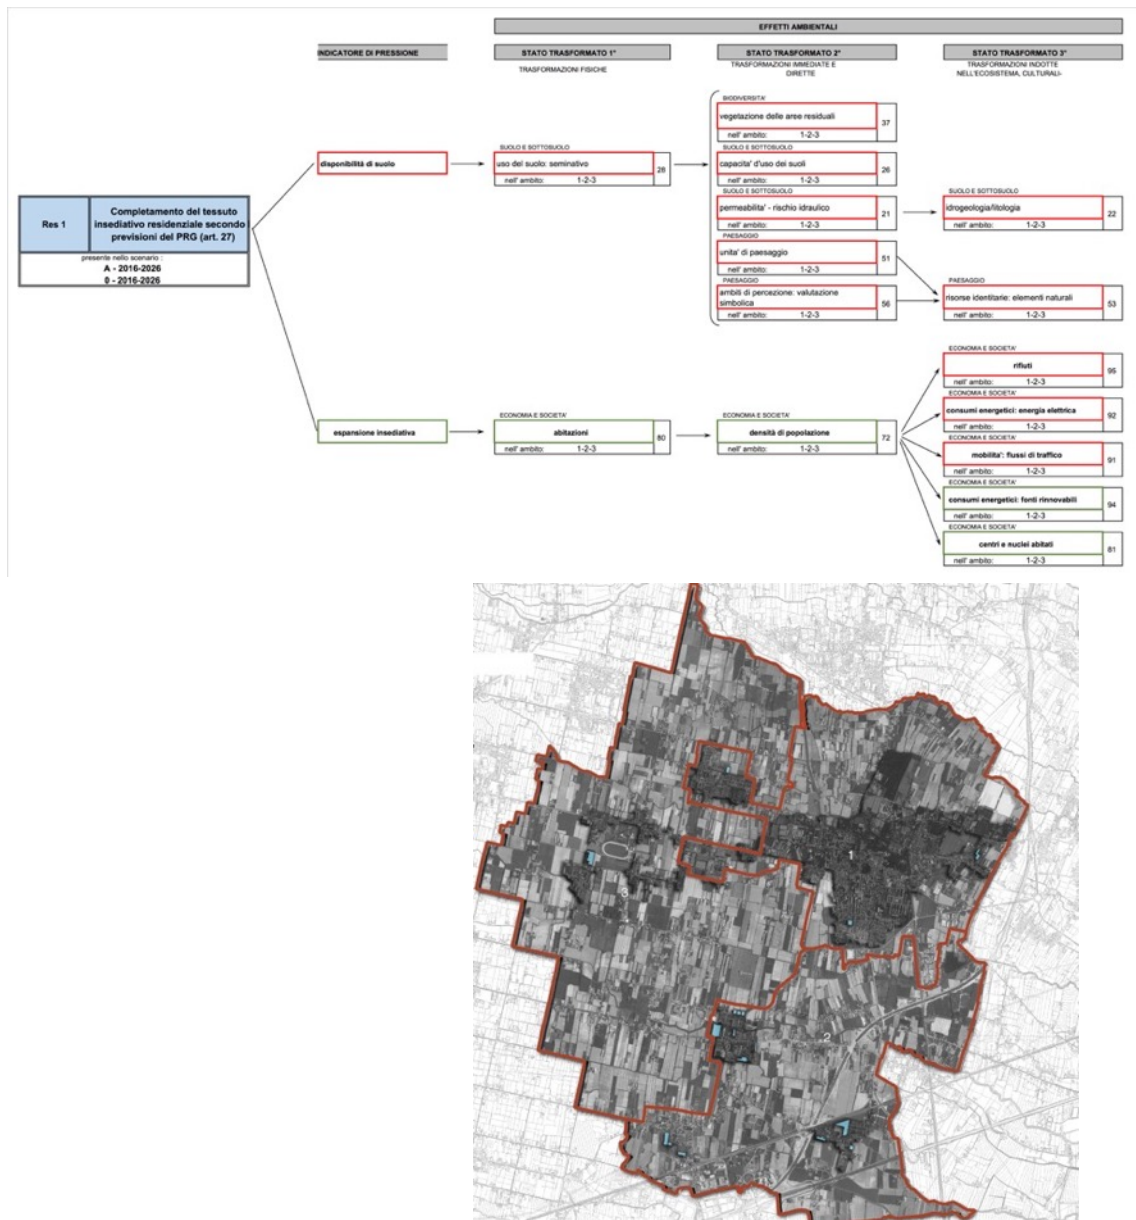 EFFETTI AMBIENTALI
INDICATORE DI PRESSIONE
STATO TRASFORMATO 1°
STATO TRASFORMATO 2°
STATO TRASFORMATO 3°
TRASFORMAZIONI FISICHE
TRASFORMAZIONI IMMEDIATE E
DIRETTE
TRASFORMAZIONI INDOTTE
NELL'ECOSISTEMA, CULTURALI-
Res 1
Completamento del tessuto
insediativo residenziale secondo
previsioni del PRG (art. 27)
presente nello scenario :
A - 2016-2026
0 - 2016-2026
disponibilità di suolo
SUOLO E SOTTOSUOLO
uso del suolo: seminativo
28
nell' ambito: 1-2-3
BIODIVERSITA'
vegetazione delle aree residuali
37
nell' ambito: 1-2-3
SUOLO E SOTTOSUOLO
capacita' d'uso dei suoli
26
nell' ambito: 1-2-3
SUOLO E SOTTOSUOLO
permeabilita' - rischio idraulico
21
nell' ambito: 1-2-3
SUOLO E SOTTOSUOLO
idrogeologia/litologia
22
nell' ambito: 1-2-3
PAESAGGIO
unita' di paesaggio
51
nell' ambito: 1-2-3
PAESAGGIO
ambiti di percezione: valutazione
simbolica
56
nell' ambito: 1-2-3
PAESAGGIO
risorse identitarie: elementi naturali
53
nell' ambito: 1-2-3
espansione insediativa
ECONOMIA E SOCIETA'
abitazioni
80
nell' ambito: 1-2-3
ECONOMIA E SOCIETA'
densità di popolazione
72
nell' ambito: 1-2-3
ECONOMIA E SOCIETA'
rifiuti
95
nell' ambito: 1-2-3
ECONOMIA E SOCIETA'
consumi energetici: energia elettrica
92
nell' ambito: 1-2-3
ECONOMIA E SOCIETA'
mobilita': flussi di traffico
91
nell' ambito: 1-2-3
ECONOMIA E SOCIETA'
consumi energetici: fonti rinnovabili
94
nell' ambito: 1-2-3
ECONOMIA E SOCIETA'
centri e nuclei abitati
81
nell' ambito: 1-2-3
1
3
2